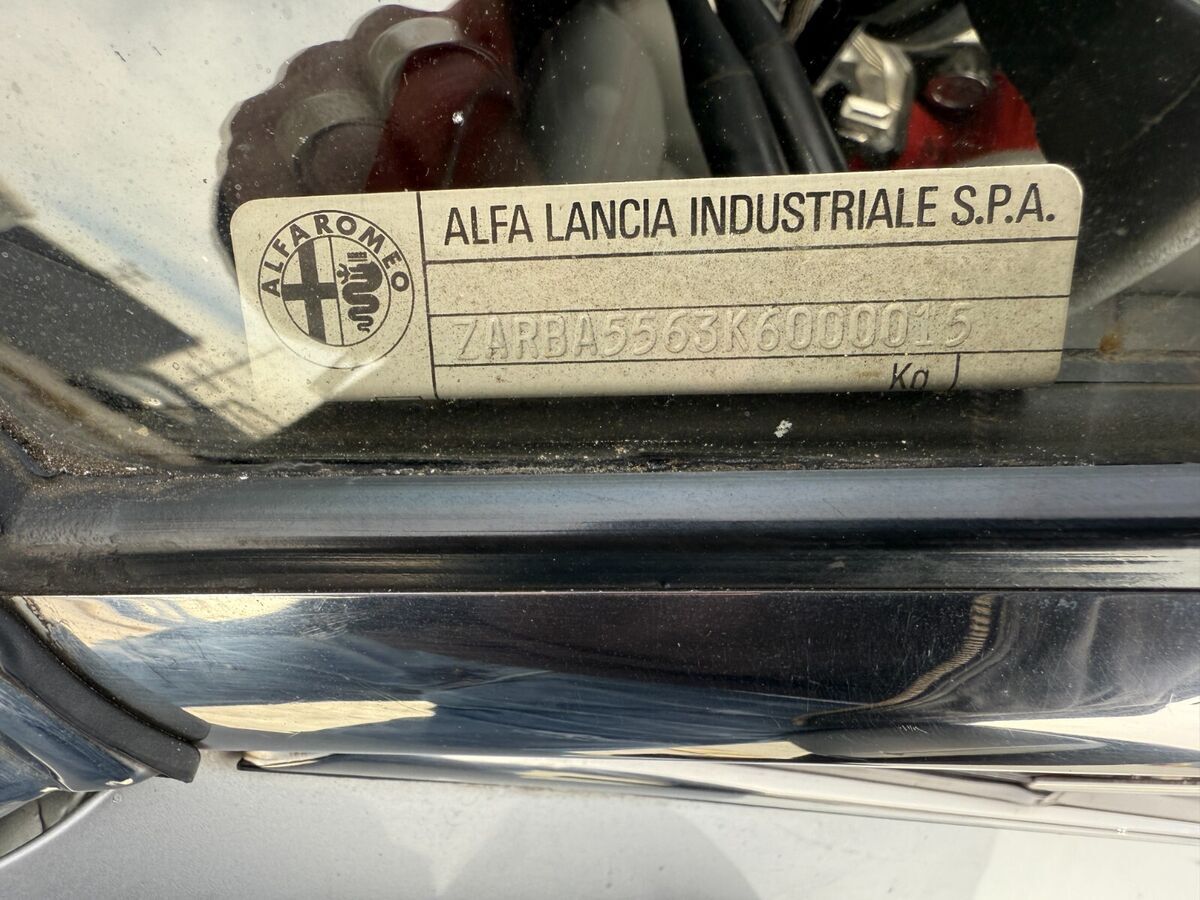 ALFA ROMEO
ALFA LANCIA INDUSTRIALE S.P.A.
ZARBA5563K6000015
Kg